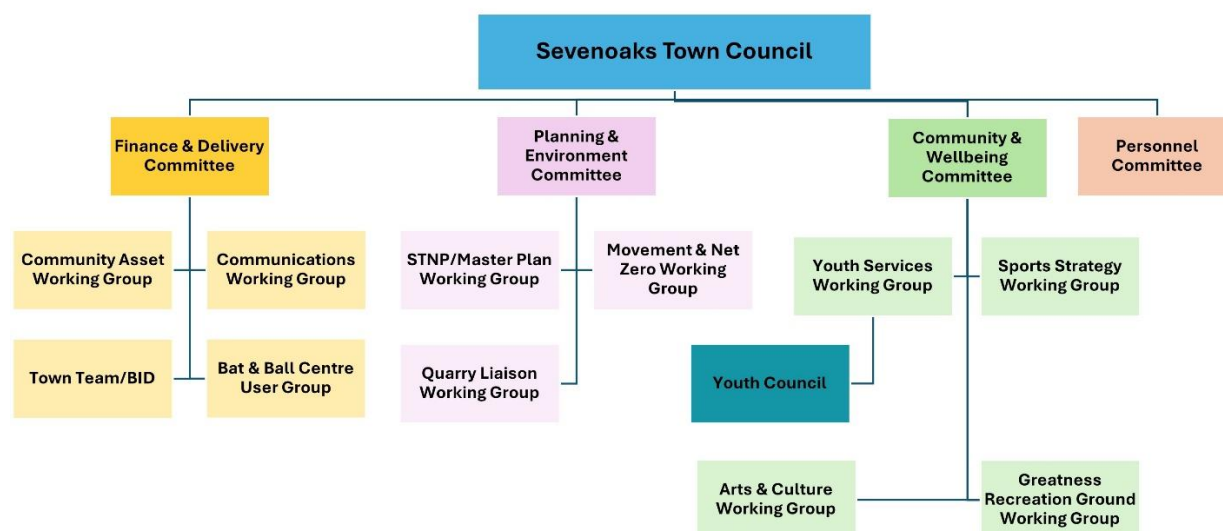 Sevenoaks Town Council
Finance & Delivery
Committee
Planning &
Environment
Committee
Community &
Wellbeing
Committee
Personnel
Committee
Community Asset
Working Group
Communications
Working Group
STNP/Master Plan
Working Group
Movement & Net
Zero Working
Group
Youth Services
Working Group
Sports Strategy
Working Group
Town Team/BID
Bat & Ball Centre
User Group
Quarry Liaison
Working Group
Youth Council
Arts & Culture
Working Group
Greatness
Recreation Ground
Working Group